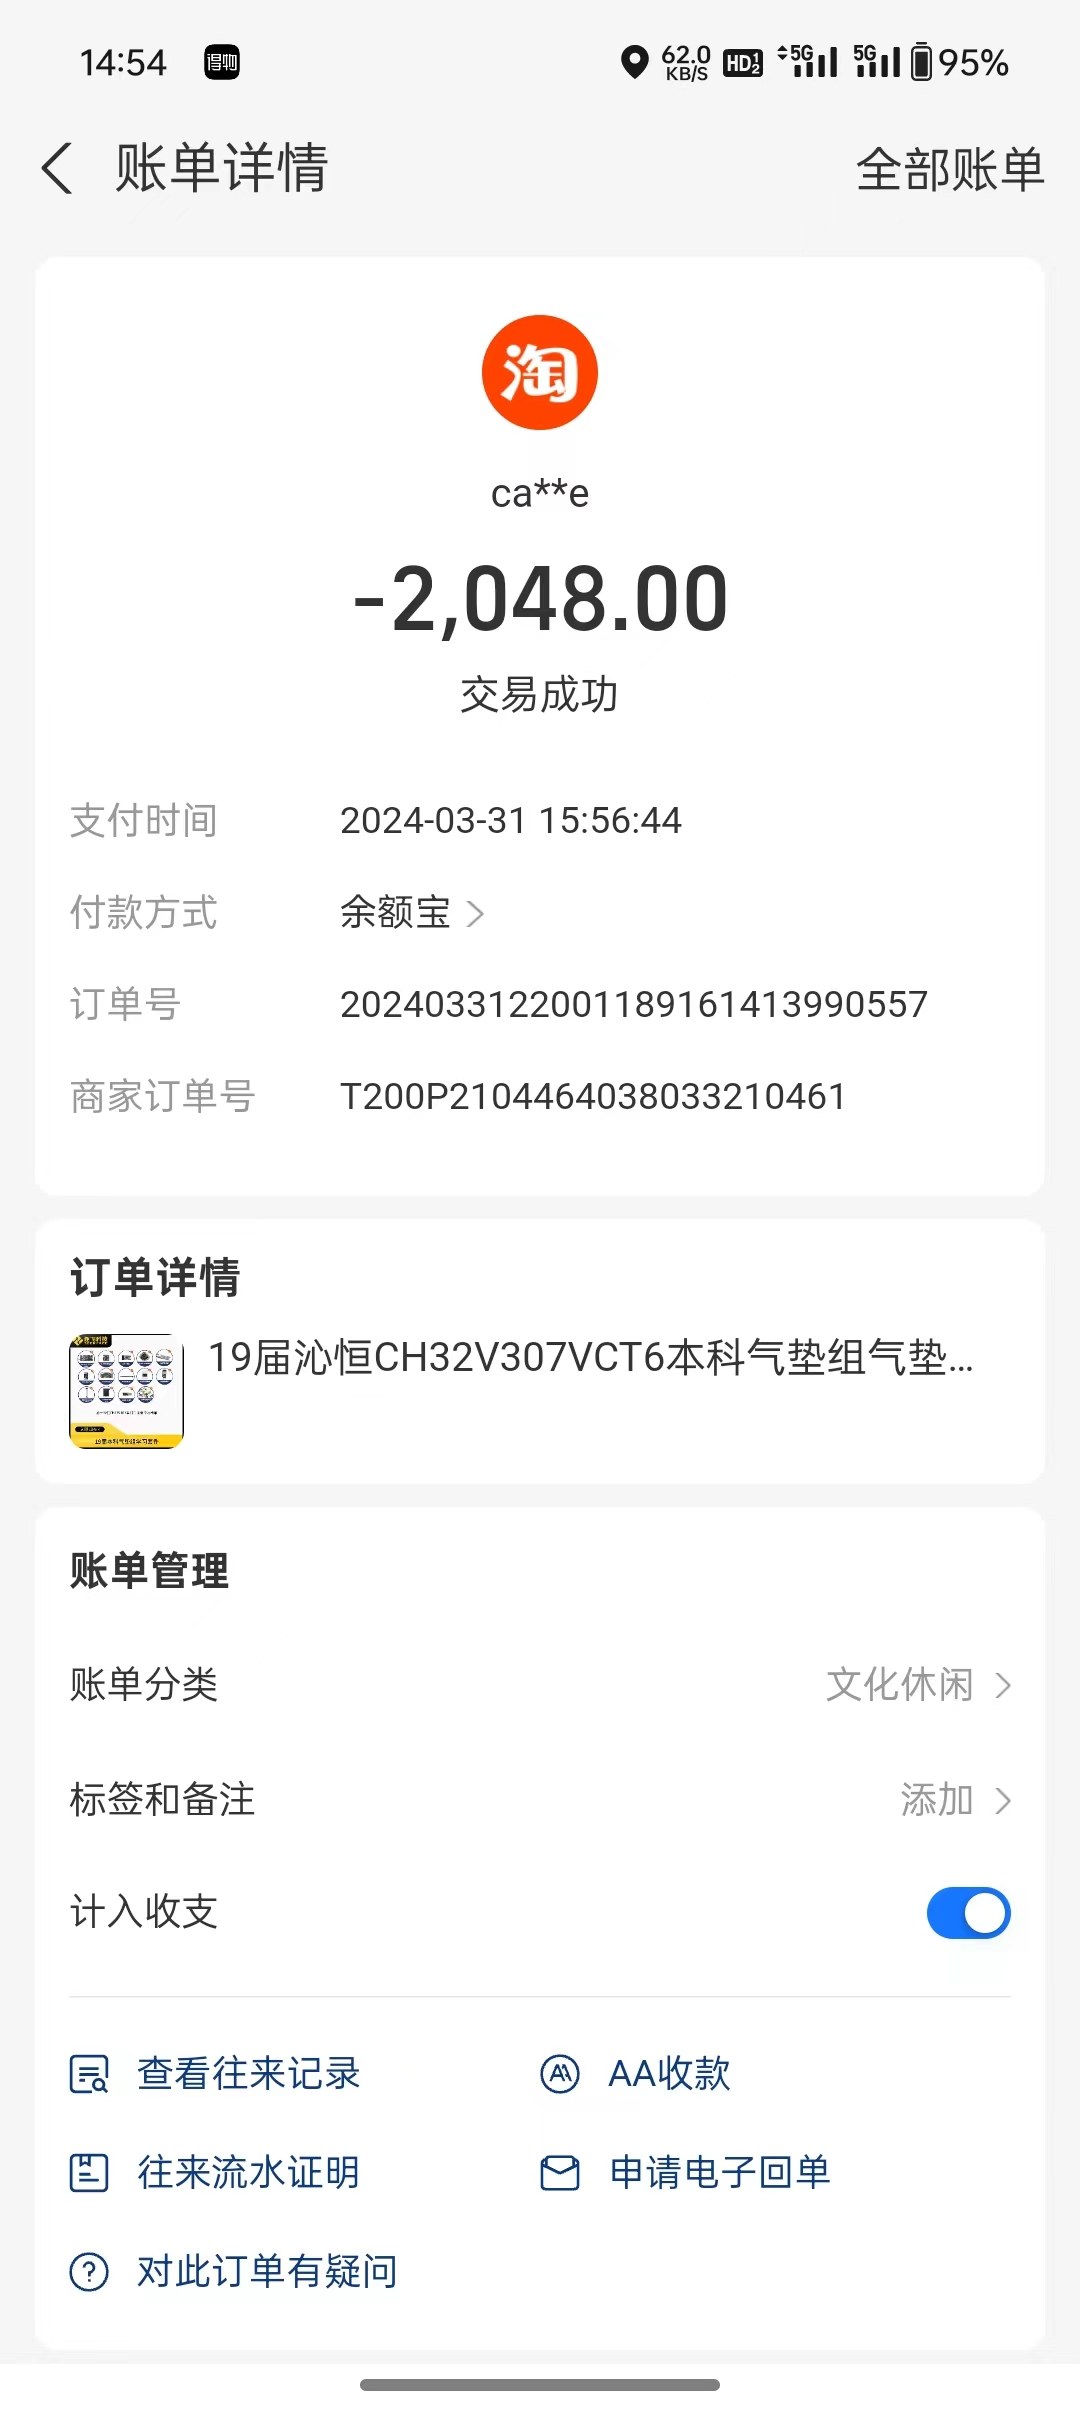 14:54 得物 62.0 KB/S HD 1 2 5G 5G 95%
账单详情 全部账单
淘
ca**e
-2,048.00
交易成功
支付时间 2024-03-31 15:56:44
付款方式 余额宝
订单号 2024033122001189161413990557
商家订单号 T200P2104464038033210461
订单详情
19届沁恒CH32V307VCT6本科气垫组气垫...
账单管理
账单分类 文化休闲
标签和备注 添加
计入收支
查看往来记录 AA收款
往来流水证明 申请电子回单
对此订单有疑问